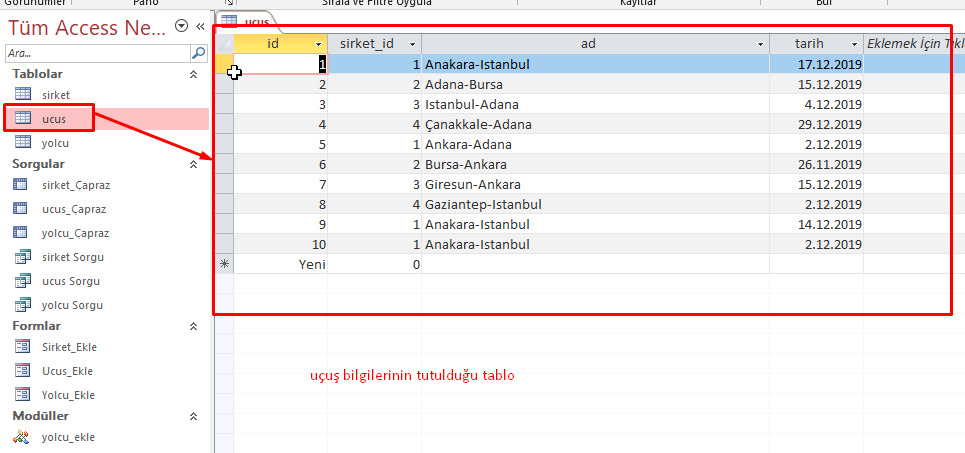 Görünümler Pano Sırala ve Filtre Uygula Kayıtlar Bul
Tüm Access Ne...
Ara...
Tablolar
sirket
ucus
yolcu
Sorgular
sirket_Çapraz
ucus_Çapraz
yolcu_Çapraz
sirket Sorgu
ucus Sorgu
yolcu Sorgu
Formlar
Sirket_Ekle
Ucus_Ekle
Yolcu_Ekle
Modüller
yolcu_ekle
ucus
id sirket_id ad tarih Eklemek İçin Tıkl
1 1 Anakara-Istanbul 17.12.2019
2 2 Adana-Bursa 15.12.2019
3 3 Istanbul-Adana 4.12.2019
4 4 Çanakkale-Adana 29.12.2019
5 1 Ankara-Adana 2.12.2019
6 2 Bursa-Ankara 26.11.2019
7 3 Giresun-Ankara 15.12.2019
8 4 Gaziantep-Istanbul 2.12.2019
9 1 Anakara-Istanbul 14.12.2019
10 1 Anakara-Istanbul 2.12.2019
* Yeni 0
uçuş bilgilerinin tutulduğu tablo